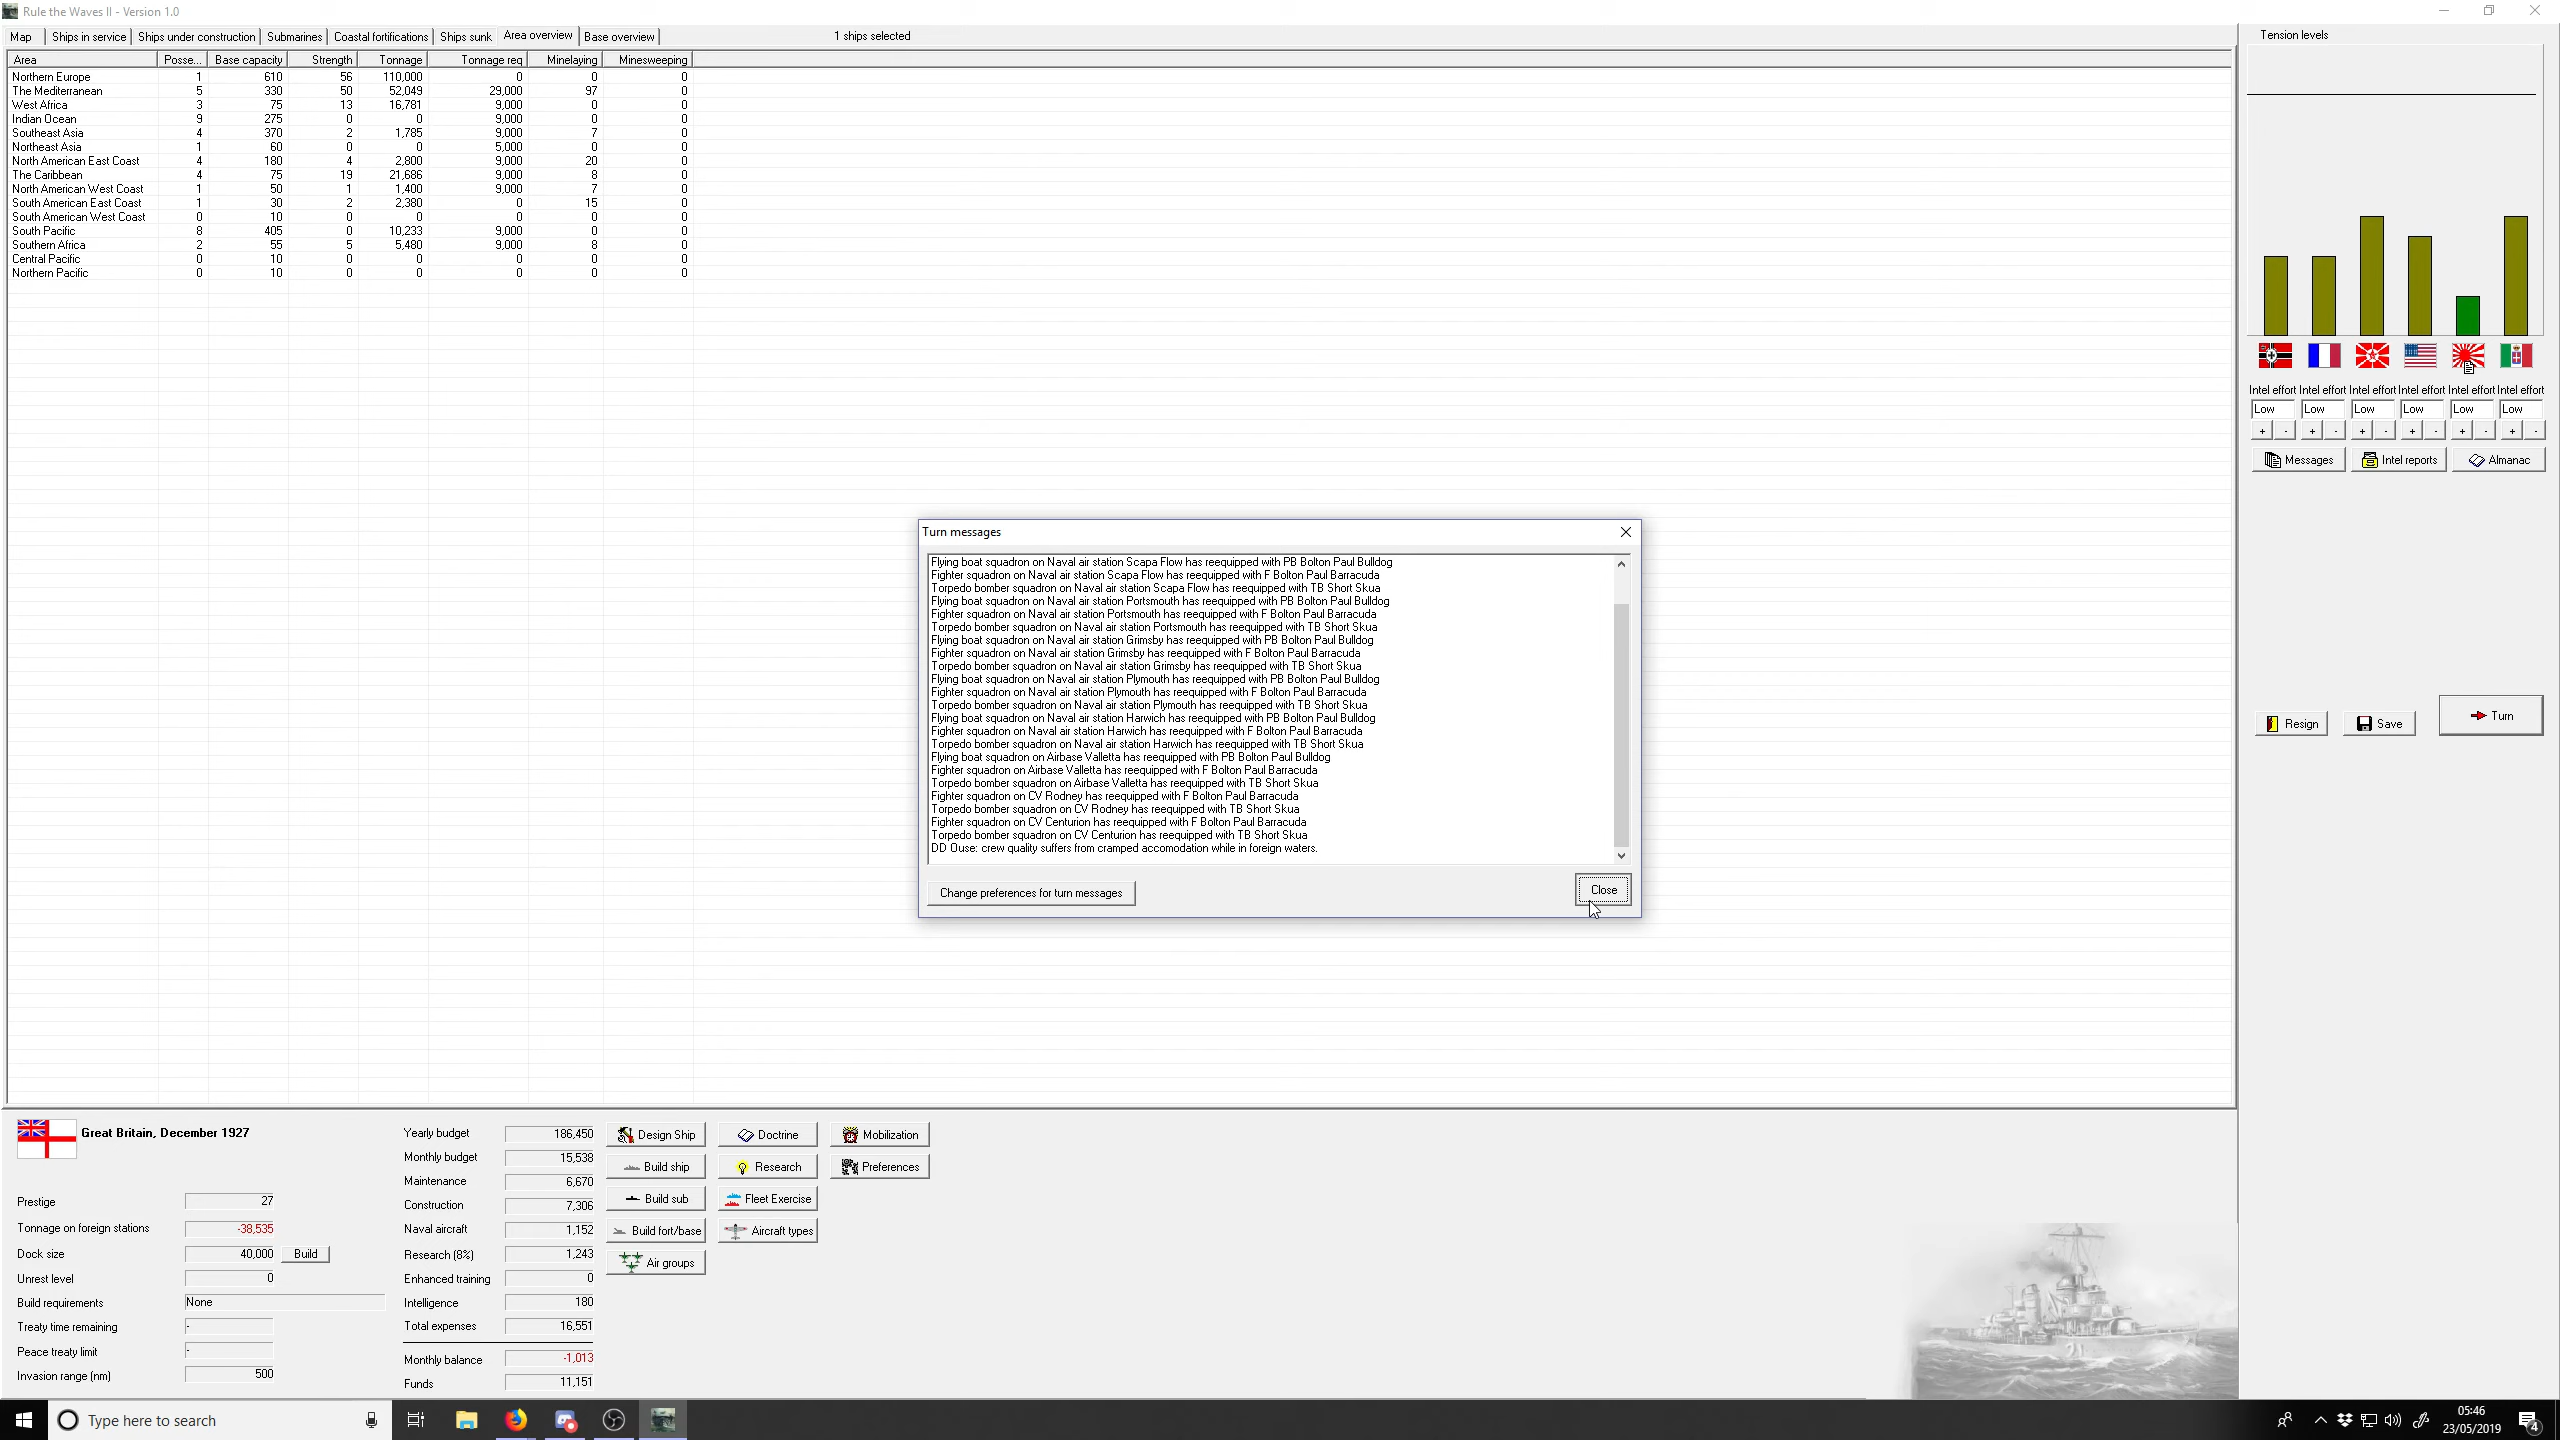 Rule the Waves II - Version 1.0
Map Ships in service Ships under construction Submarines Coastal fortifications Ships sunk Area overview Base overview 1 ships selected
Area Posse... Base capacity Strength Tonnage Tonnage req Minelaying Minesweeping
Northern Europe 1 610 56 110,000 0 0 0
The Mediterranean 5 330 50 52,049 29,000 97 0
West Africa 3 75 13 16,781 9,000 0 0
Indian Ocean 9 275 0 0 9,000 0 0
Southeast Asia 4 370 2 1,785 9,000 7 0
Northeast Asia 1 60 0 0 5,000 0 0
North American East Coast 4 180 4 2,800 9,000 20 0
The Caribbean 4 75 19 21,686 9,000 8 0
North American West Coast 1 50 1 1,400 9,000 7 0
South American East Coast 1 30 2 2,380 0 15 0
South American West Coast 0 10 0 0 0 0 0
South Pacific 8 405 0 10,233 9,000 0 0
Southern Africa 2 55 5 5,480 9,000 8 0
Central Pacific 0 10 0 0 0 0 0
Northern Pacific 0 10 0 0 0 0 0
Tension levels
Intel effort Intel effort Intel effort Intel effort Intel effort Intel effort
Low Low Low Low Low Low
+ - + - + - + - + - + -
Messages Intel reports Almanac
Resign Save Turn
Turn messages
Flying boat squadron on Naval air station Scapa Flow has reequipped with PB Bolton Paul Bulldog
Fighter squadron on Naval air station Scapa Flow has reequipped with F Bolton Paul Barracuda
Torpedo bomber squadron on Naval air station Scapa Flow has reequipped with TB Short Skua
Flying boat squadron on Naval air station Portsmouth has reequipped with PB Bolton Paul Bulldog
Fighter squadron on Naval air station Portsmouth has reequipped with F Bolton Paul Barracuda
Torpedo bomber squadron on Naval air station Portsmouth has reequipped with TB Short Skua
Flying boat squadron on Naval air station Grimsby has reequipped with PB Bolton Paul Bulldog
Fighter squadron on Naval air station Grimsby has reequipped with F Bolton Paul Barracuda
Torpedo bomber squadron on Naval air station Grimsby has reequipped with TB Short Skua
Flying boat squadron on Naval air station Plymouth has reequipped with PB Bolton Paul Bulldog
Fighter squadron on Naval air station Plymouth has reequipped with F Bolton Paul Barracuda
Torpedo bomber squadron on Naval air station Plymouth has reequipped with TB Short Skua
Flying boat squadron on Naval air station Harwich has reequipped with PB Bolton Paul Bulldog
Fighter squadron on Naval air station Harwich has reequipped with F Bolton Paul Barracuda
Torpedo bomber squadron on Naval air station Harwich has reequipped with TB Short Skua
Flying boat squadron on Airbase Valletta has reequipped with PB Bolton Paul Bulldog
Fighter squadron on Airbase Valletta has reequipped with F Bolton Paul Barracuda
Torpedo bomber squadron on Airbase Valletta has reequipped with TB Short Skua
Fighter squadron on CV Rodney has reequipped with F Bolton Paul Barracuda
Torpedo bomber squadron on CV Rodney has reequipped with TB Short Skua
Fighter squadron on CV Centurion has reequipped with F Bolton Paul Barracuda
Torpedo bomber squadron on CV Centurion has reequipped with TB Short Skua
DD Ouse: crew quality suffers from cramped accomodation while in foreign waters.
Change preferences for turn messages Close
Great Britain, December 1927
Prestige 27
Tonnage on foreign stations -38,535
Dock size 40,000 Build
Unrest level 0
Build requirements None
Treaty time remaining -
Peace treaty limit -
Invasion range (nm) 500
Yearly budget 186,450
Monthly budget 15,538
Maintenance 6,670
Construction 7,306
Naval aircraft 1,152
Research (8%) 1,243
Enhanced training 0
Intelligence 180
Total expenses 16,551
Monthly balance -1,013
Funds 11,151
Design Ship Doctrine Mobilization
Build ship Research Preferences
Build sub Fleet Exercise
Build fort/base Aircraft types
Air groups
Type here to search
05:46
23/05/2019
4